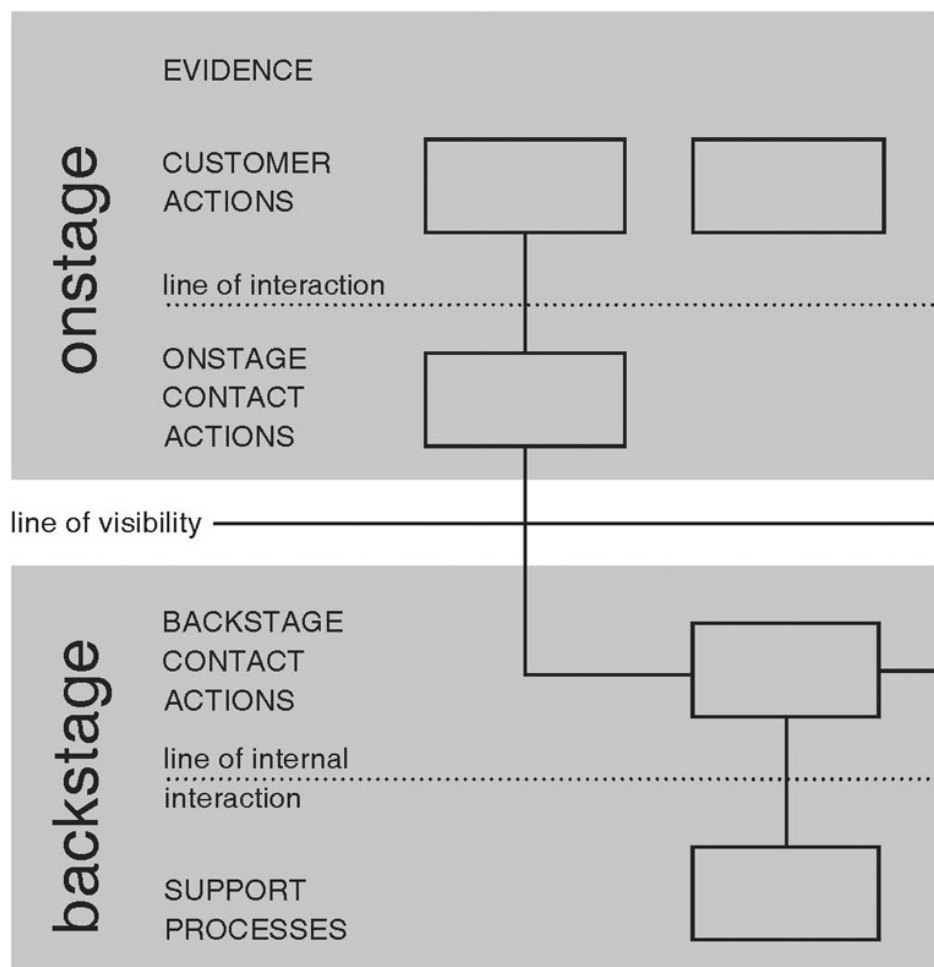 onstage
EVIDENCE
CUSTOMER
ACTIONS
line of interaction
ONSTAGE
CONTACT
ACTIONS
line of visibility
backstage
BACKSTAGE
CONTACT
ACTIONS
line of internal
interaction
SUPPORT
PROCESSES